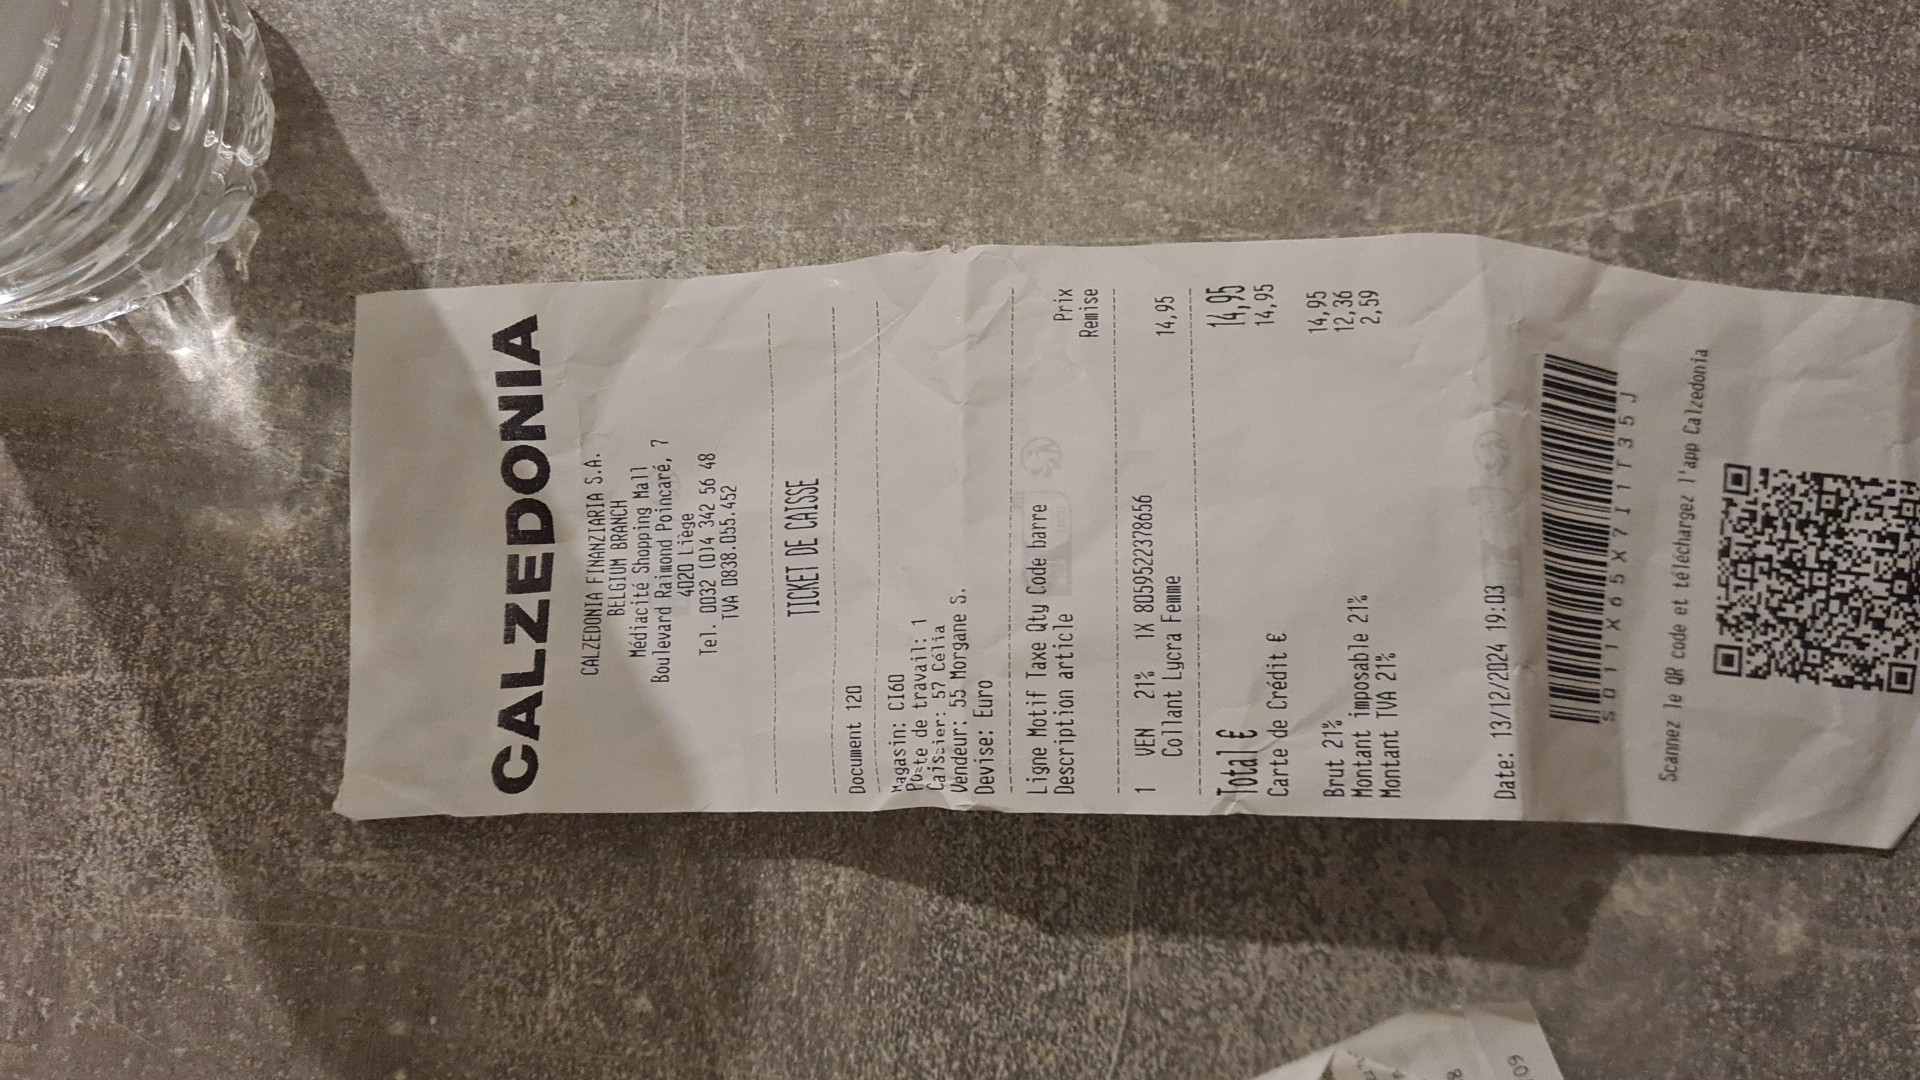 CALZEDONIA
CALZEDONIA FINANZIARIA S.A.
BELGIUM BRANCH
Médiacité Shopping Mall
Boulevard Raimond Poincaré, 7
4020 Liège
Tel. 0032 (0)4 342 56 48
TVA 0838.055.452
TICKET DE CAISSE
Document 120
Magasin: CI60
Poste de travail: 1
Caissier: 57 Célia
Vendeur: 55 Morgane S.
Devise: Euro
Ligne Motif Taxe Qty Code barre Prix
Description article Remise
1 VEN 21% 1X 8059522378656
Collant Lycra Femme 14,95
Total € 14,95
Carte de Crédit € 14,95
Brut 21% 14,95
Montant imposable 21% 12,36
Montant TVA 21% 2,59
Date: 13/12/2024 19:03
S011X65X7I1T35J
Scannez le QR code et téléchargez l'app Calzedonia
09